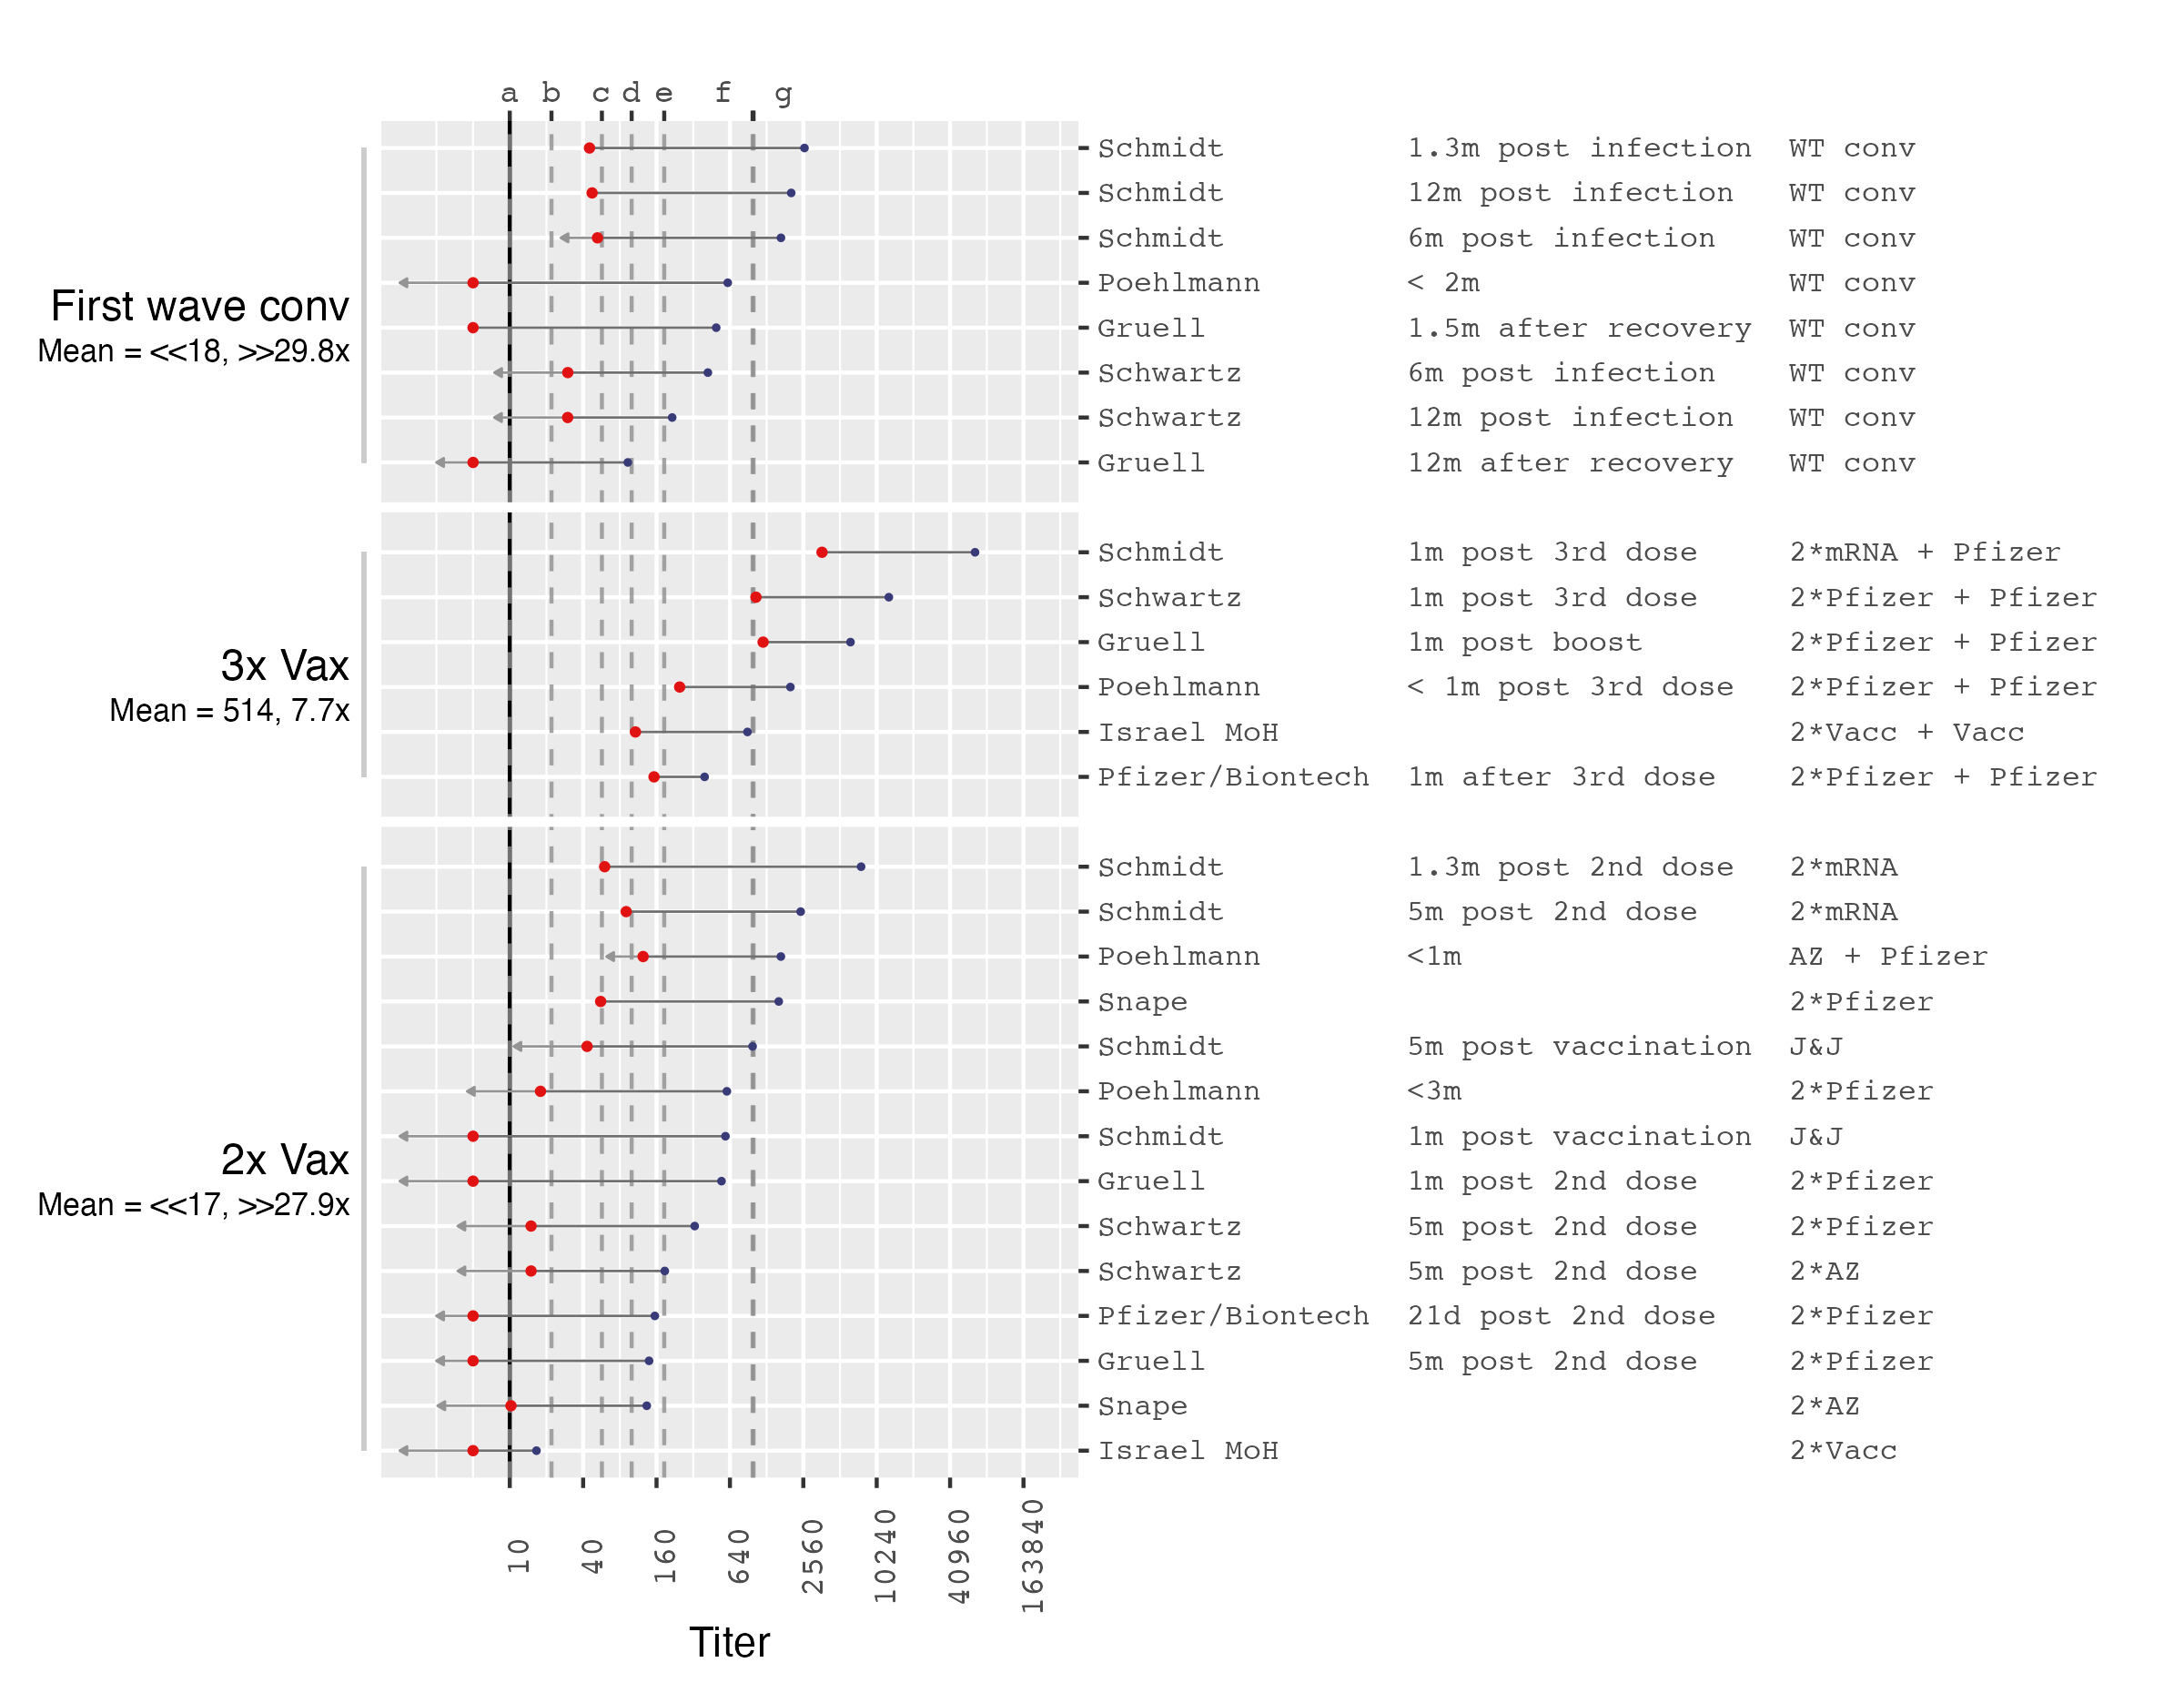 a b c d e f g
Schmidt 1.3m post infection WT conv
Schmidt 12m post infection WT conv
Schmidt 6m post infection WT conv
Poehlmann < 2m WT conv
First wave conv
Gruell 1.5m after recovery WT conv
Mean = <<18, >>29.8x
Schwartz 6m post infection WT conv
Schwartz 12m post infection WT conv
Gruell 12m after recovery WT conv
Schmidt 1m post 3rd dose 2*mRNA + Pfizer
Schwartz 1m post 3rd dose 2*Pfizer + Pfizer
Gruell 1m post boost 2*Pfizer + Pfizer
3x Vax
Poehlmann < 1m post 3rd dose 2*Pfizer + Pfizer
Mean = 514, 7.7x
Israel MoH 2*Vacc + Vacc
Pfizer/Biontech 1m after 3rd dose 2*Pfizer + Pfizer
Schmidt 1.3m post 2nd dose 2*mRNA
Schmidt 5m post 2nd dose 2*mRNA
Poehlmann <1m AZ + Pfizer
Snape 2*Pfizer
Schmidt 5m post vaccination J&J
Poehlmann <3m 2*Pfizer
Schmidt 1m post vaccination J&J
2x Vax
Gruell 1m post 2nd dose 2*Pfizer
Mean = <<17, >>27.9x
Schwartz 5m post 2nd dose 2*Pfizer
Schwartz 5m post 2nd dose 2*AZ
Pfizer/Biontech 21d post 2nd dose 2*Pfizer
Gruell 5m post 2nd dose 2*Pfizer
Snape 2*AZ
Israel MoH 2*Vacc
10 40 160 640 2560 10240 40960 163840
Titer